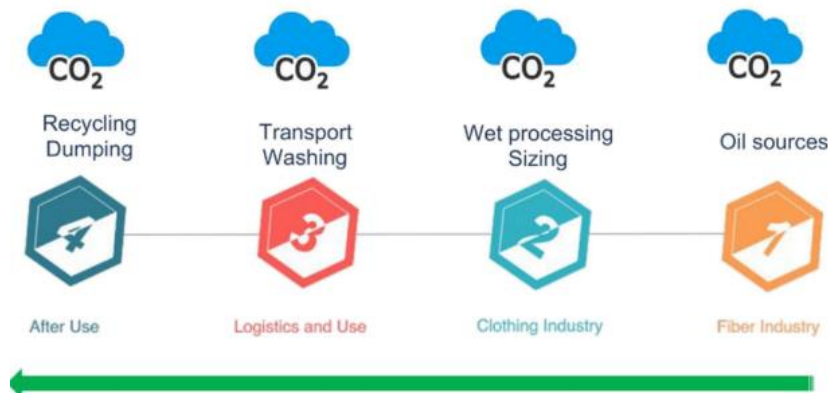 CO2 CO2 CO2 CO2
Recycling
Dumping
Transport
Washing
Wet processing
Sizing
Oil sources
4 3 2 1
After Use Logistics and Use Clothing Industry Fiber Industry